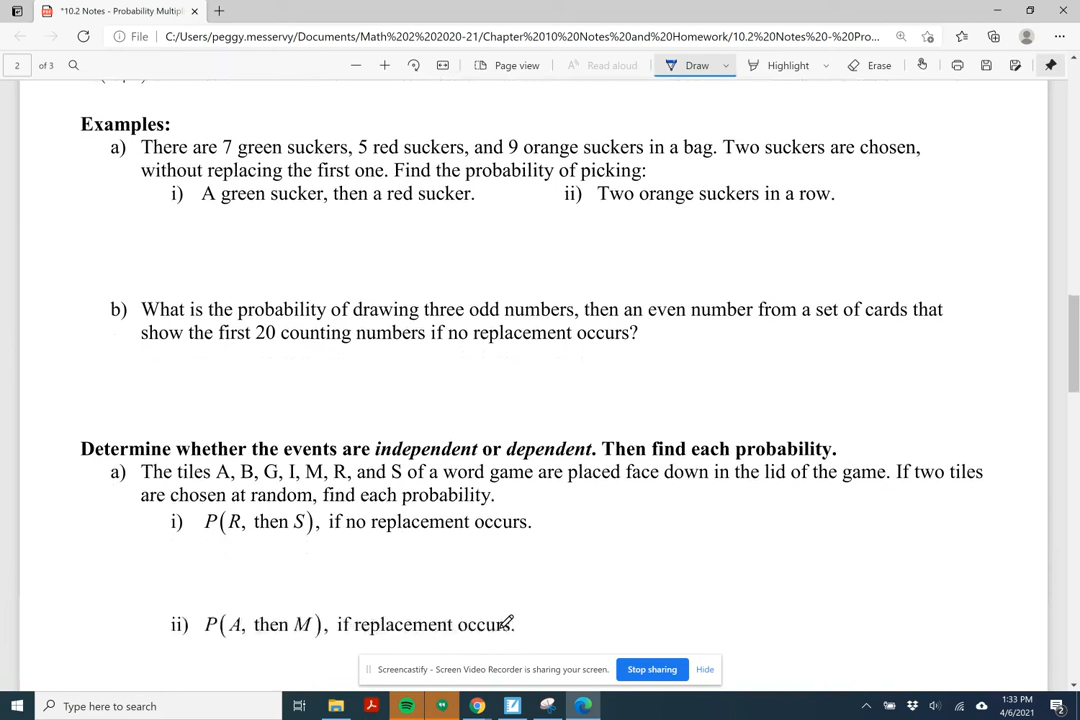 *10.2 Notes - Probability Multipl
File
C:/Users/peggy.messervy/Documents/Math%202%202020-21/Chapter%2010%20Notes%20and%20Homework/10.2%20Notes%20-%20Pro...
2 of 3
Page view
Read aloud
Draw
Highlight
Erase
Examples:
a) There are 7 green suckers, 5 red suckers, and 9 orange suckers in a bag. Two suckers are chosen,
without replacing the first one. Find the probability of picking:
i) A green sucker, then a red sucker.
ii) Two orange suckers in a row.
b) What is the probability of drawing three odd numbers, then an even number from a set of cards that
show the first 20 counting numbers if no replacement occurs?
Determine whether the events are independent or dependent. Then find each probability.
a) The tiles A, B, G, I, M, R, and S of a word game are placed face down in the lid of the game. If two tiles
are chosen at random, find each probability.
i) P(R, then S), if no replacement occurs.
ii) P(A, then M), if replacement occurs.
Screencastify - Screen Video Recorder is sharing your screen.
Stop sharing
Hide
Type here to search
1:33 PM
4/6/2021
2